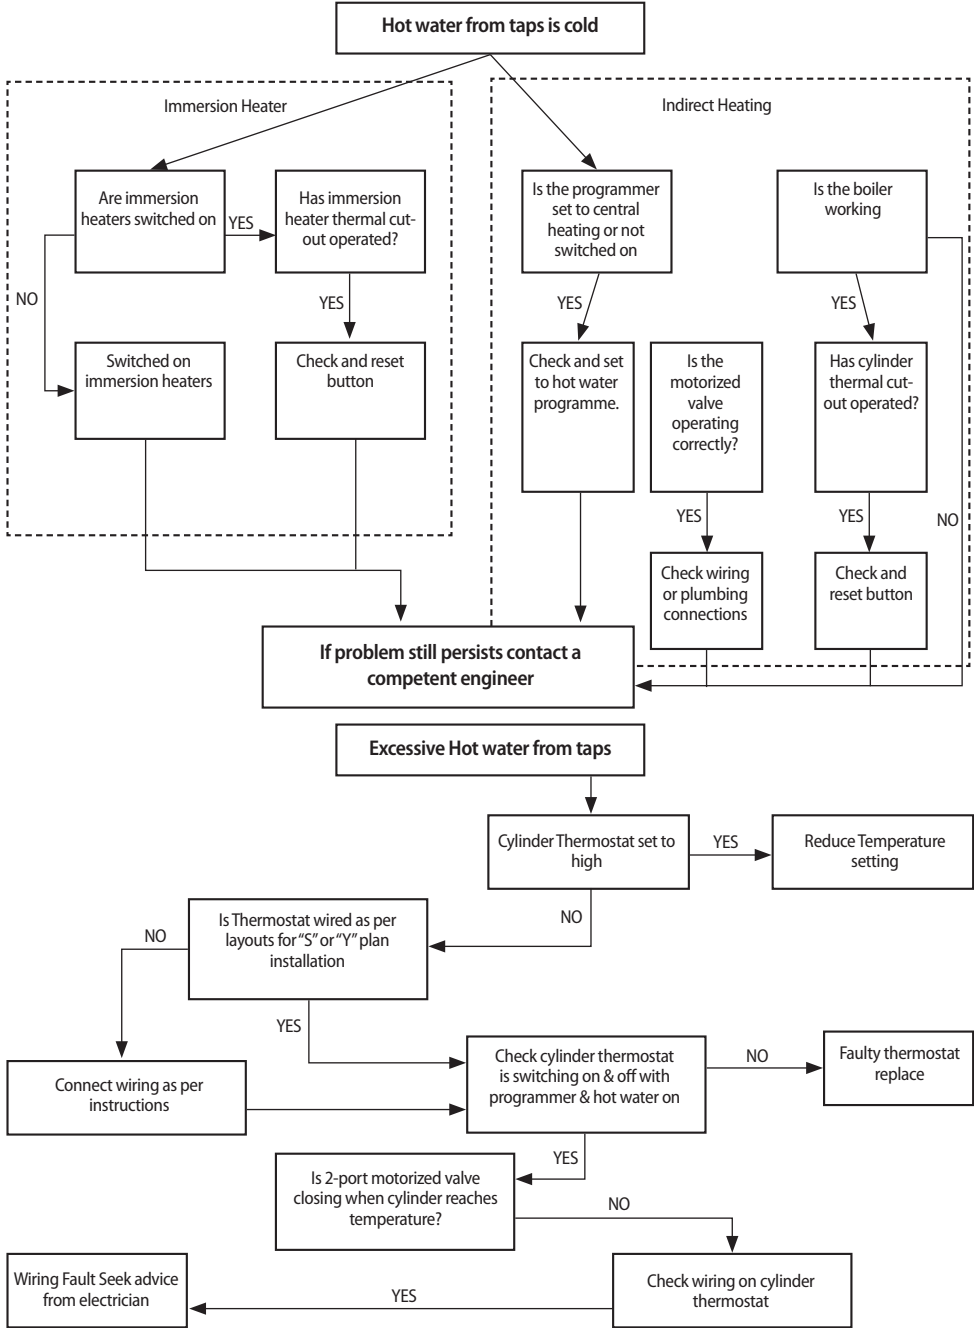 Hot water from taps is cold
Immersion Heater
Indirect Heating
Are immersion
heaters switched on
YES
Has immersion
heater thermal cut-
out operated?
Is the programmer
set to central
heating or not
switched on
Is the boiler
working
NO
YES
YES
YES
Switched on
immersion heaters
Check and reset
button
Check and set
to hot water
programme.
Is the
motorized
valve
operating
correctly?
Has cylinder
thermal cut-
out operated?
YES
YES
NO
Check wiring
or plumbing
connections
Check and
reset button
If problem still persists contact a
competent engineer
Excessive Hot water from taps
Cylinder Thermostat set to
high
YES
Reduce Temperature
setting
NO
Is Thermostat wired as per
layouts for “S” or “Y” plan
installation
NO
YES
Connect wiring as per
instructions
Check cylinder thermostat
is switching on & off with
programmer & hot water on
NO
Faulty thermostat
replace
YES
Is 2-port motorized valve
closing when cylinder reaches
temperature?
NO
Check wiring on cylinder
thermostat
YES
Wiring Fault Seek advice
from electrician